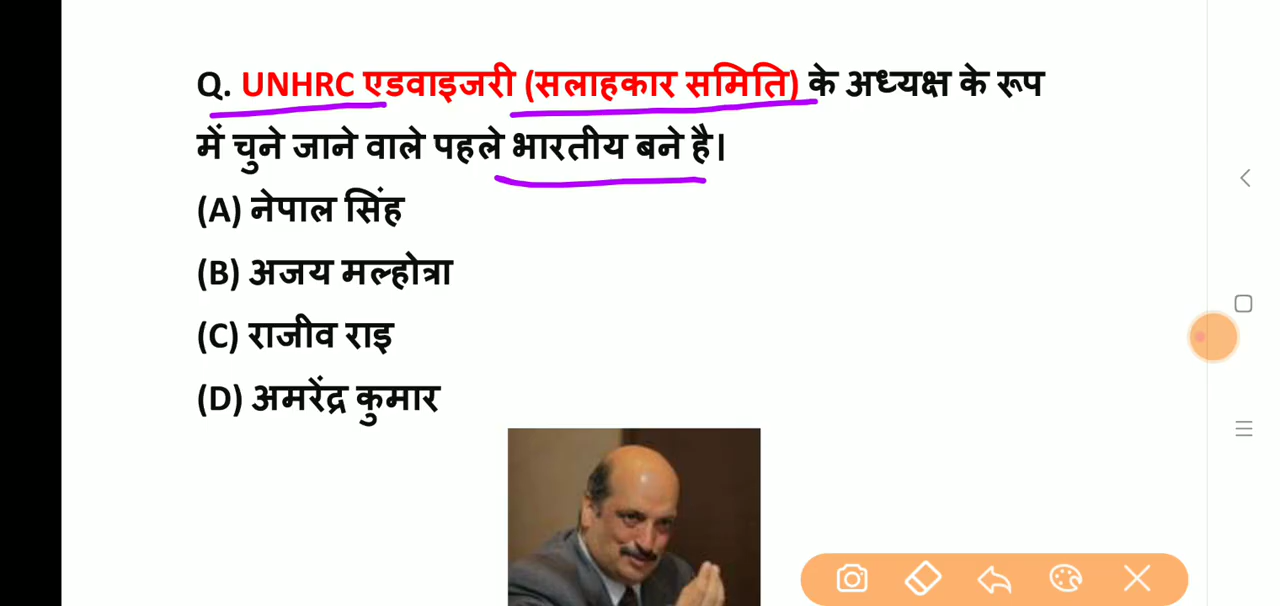 Q. UNHRC एडवाइजरी (सलाहकार समिति) के अध्यक्ष के रूप
में चुने जाने वाले पहले भारतीय बने है।
(A) नेपाल सिंह
(B) अजय मल्होत्रा
(C) राजीव राइ
(D) अमरेंद्र कुमार